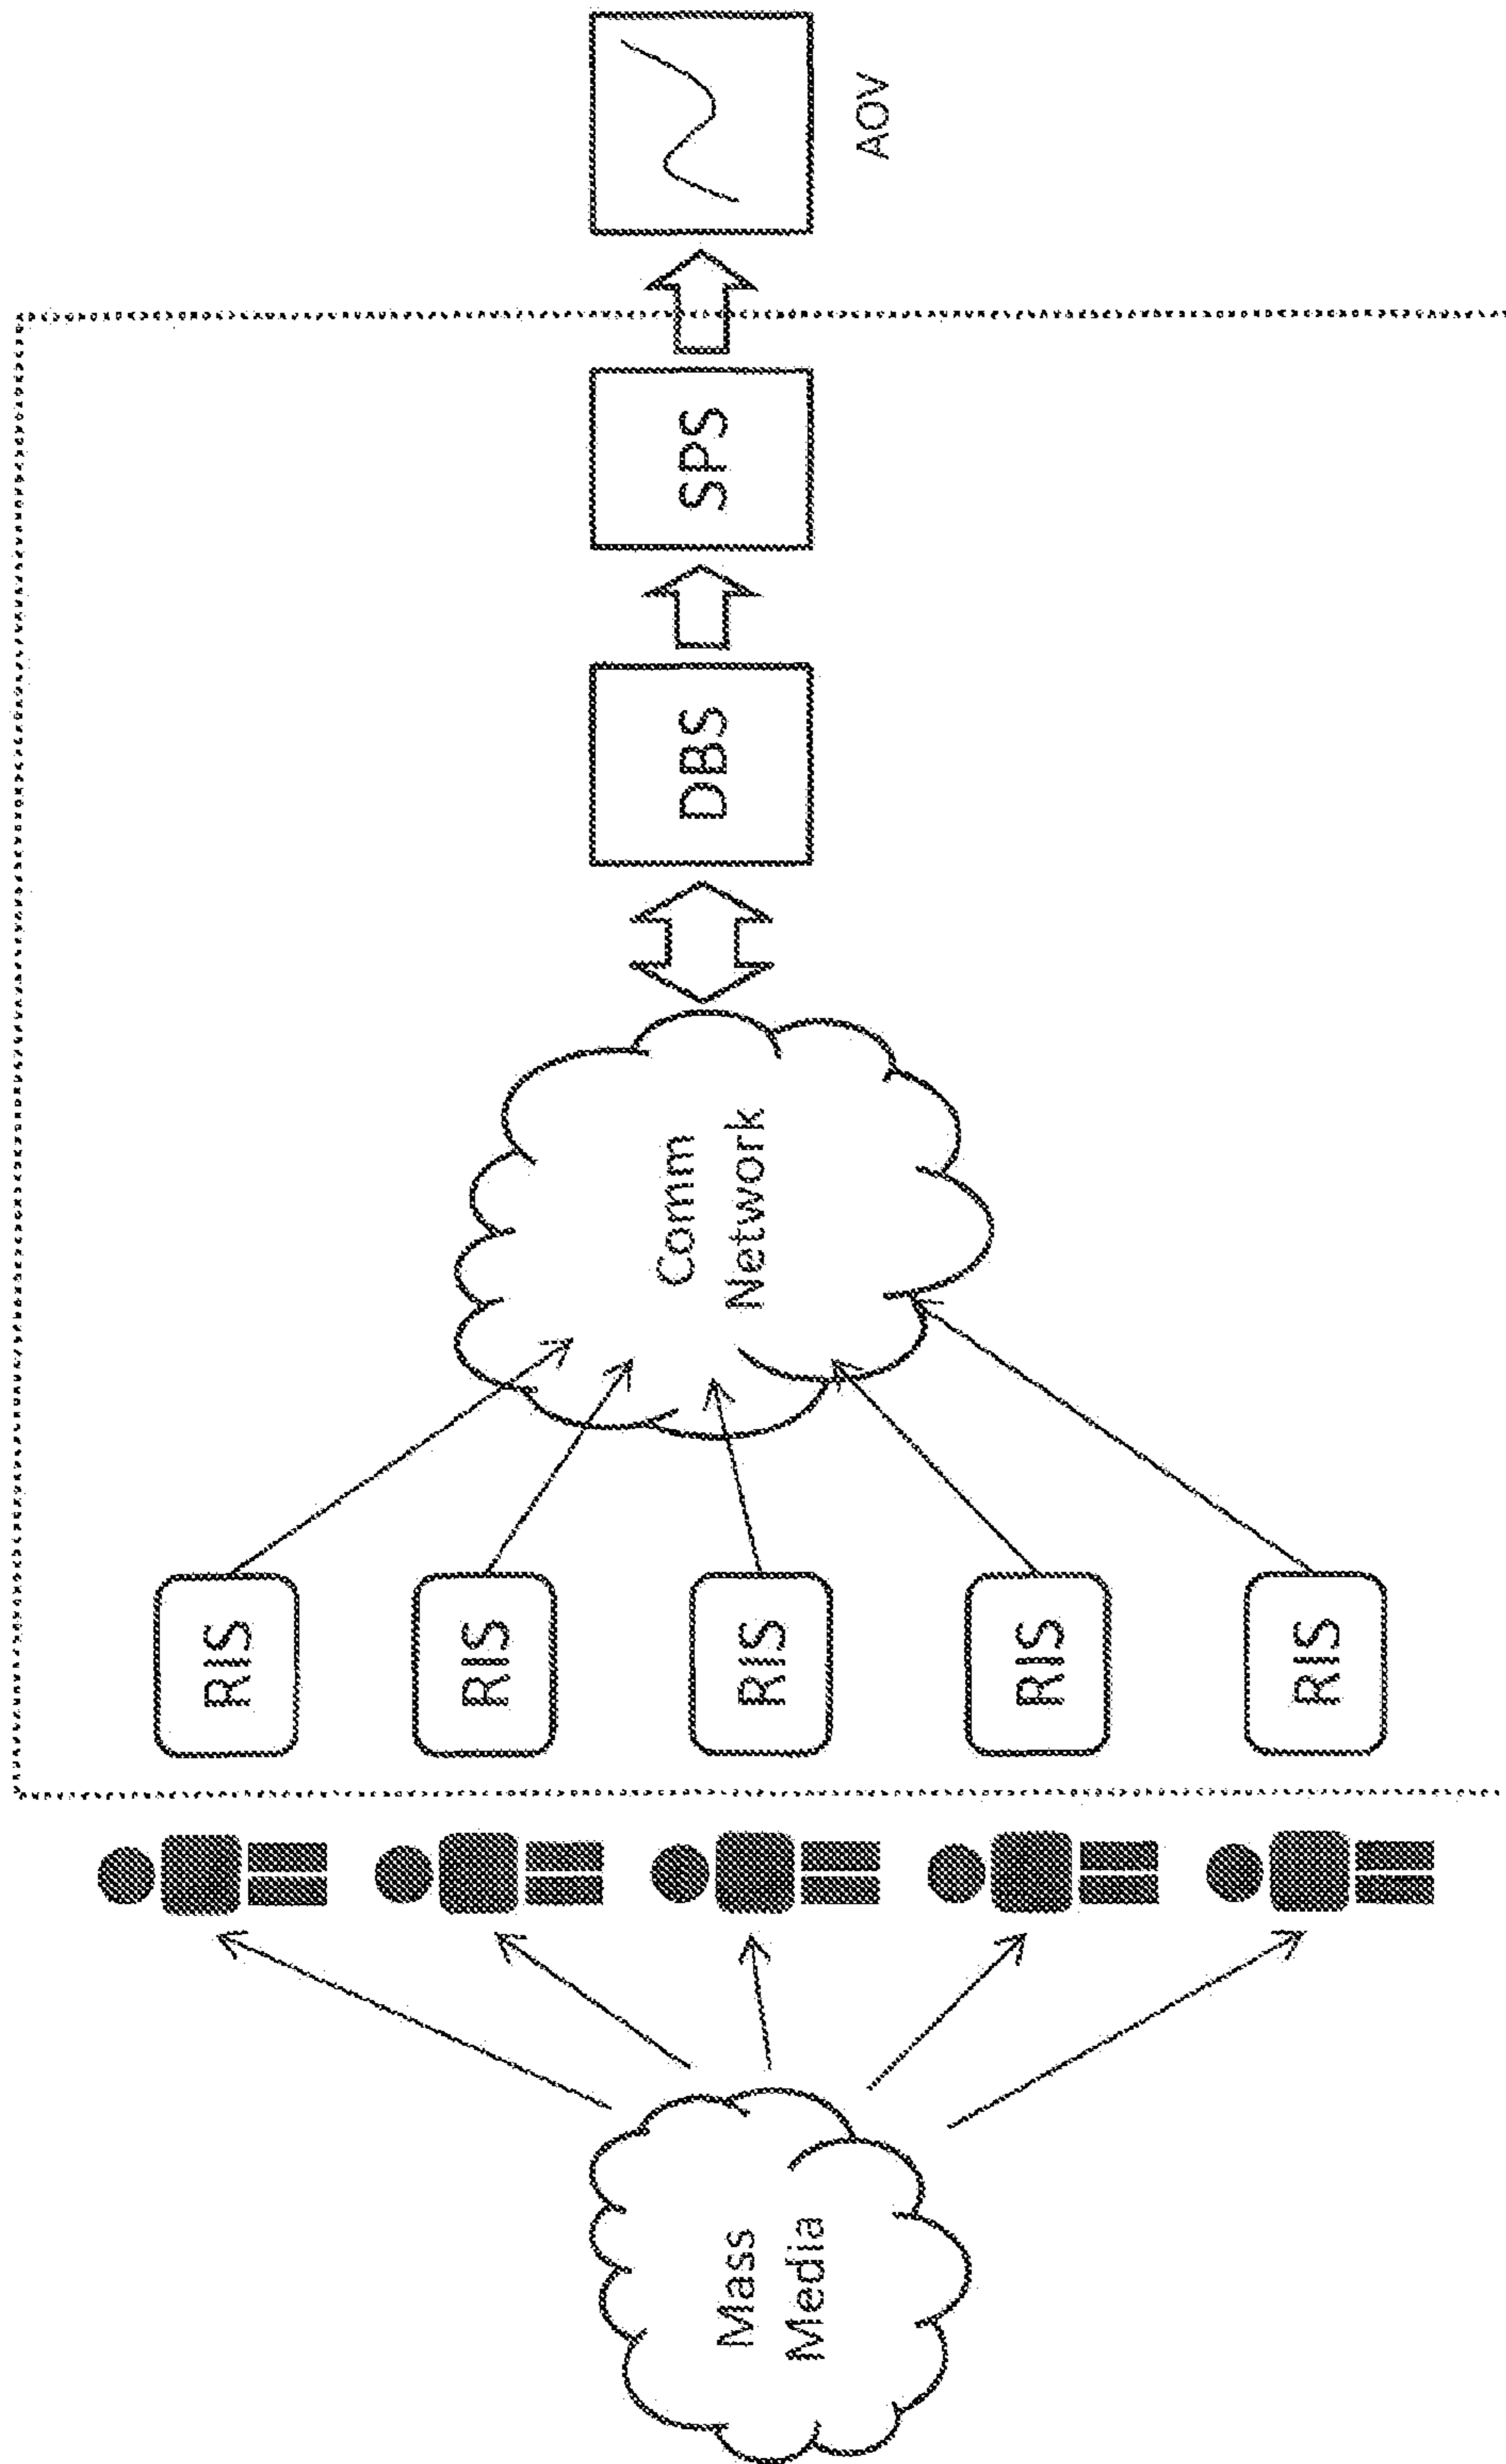 Mass
Media
RIS
RIS
RIS
RIS
RIS
Comm
Network
DBS
SPS
AOV